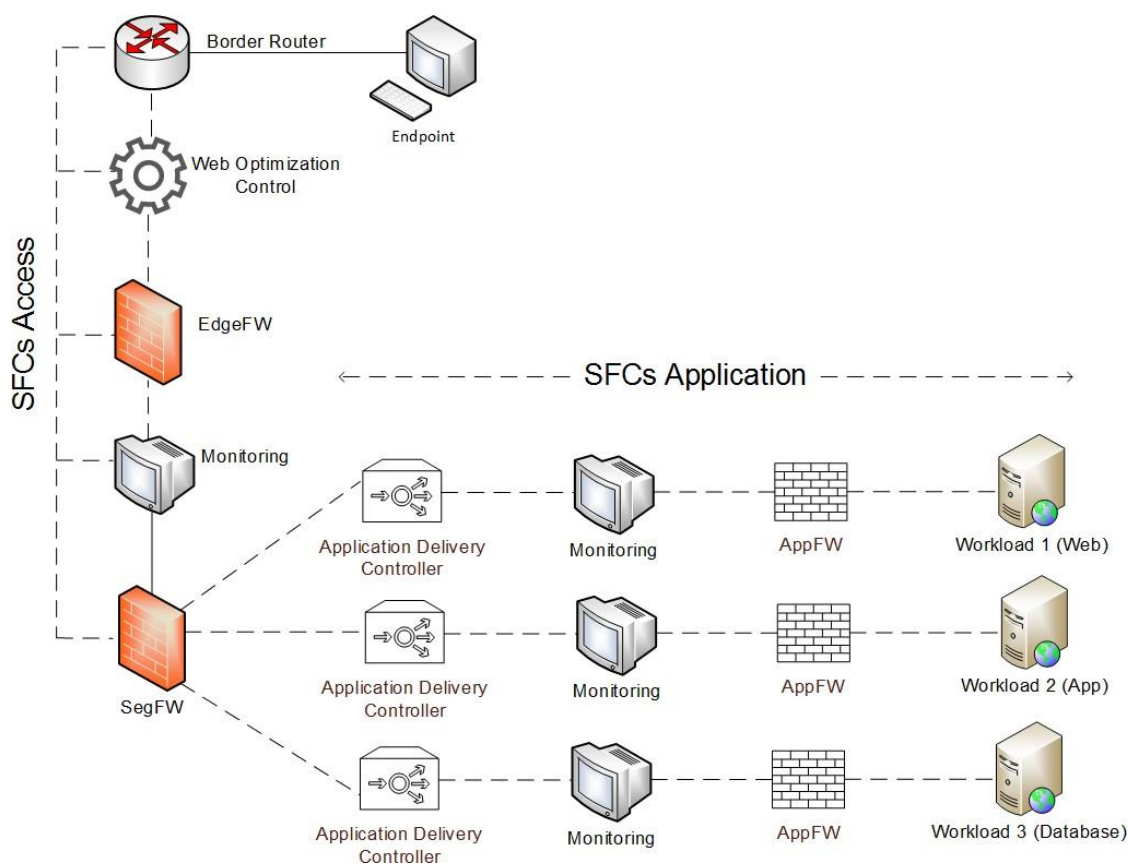 Border Router
Endpoint
Web Optimization
Control
SFCs Access
EdgeFW
SFCs Application
Monitoring
Application Delivery
Controller
Monitoring
AppFW
Workload 1 (Web)
SegFW
Application Delivery
Controller
Monitoring
AppFW
Workload 2 (App)
Application Delivery
Controller
Monitoring
AppFW
Workload 3 (Database)